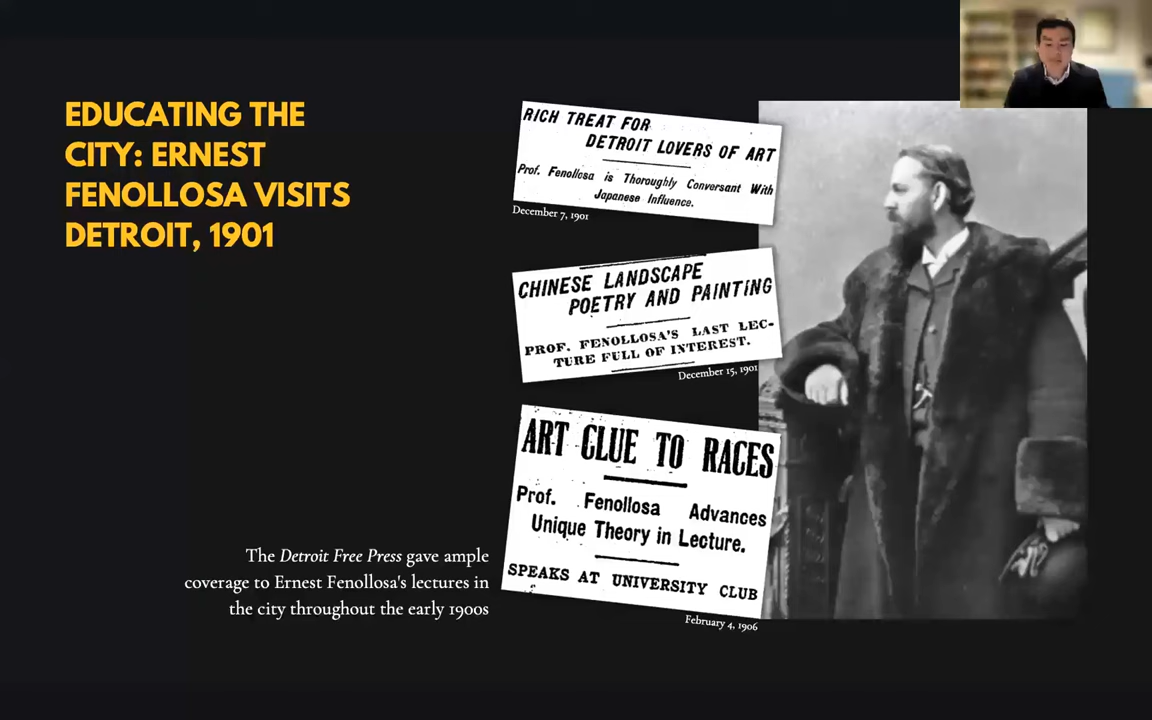 EDUCATING THE
CITY: ERNEST
FENOLLOSA VISITS
DETROIT, 1901
RICH TREAT FOR
DETROIT LOVERS OF ART
Prof. Fenollosa is Thoroughly Conversant With
Japanese Influence.
December 7, 1901
CHINESE LANDSCAPE
POETRY AND PAINTING
PROF. FENOLLOSA'S LAST LEC-
TURE FULL OF INTEREST.
December 15, 1901
ART CLUE TO RACES
Prof. Fenollosa Advances
Unique Theory in Lecture.
SPEAKS AT UNIVERSITY CLUB
February 4, 1906
The Detroit Free Press gave ample
coverage to Ernest Fenollosa's lectures in
the city throughout the early 1900s